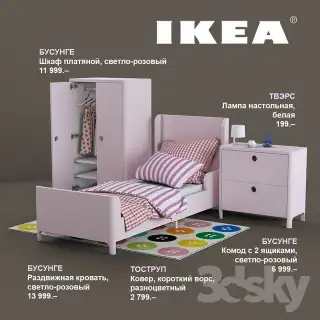 IKEA®
БУСУНГЕ
Шкаф платяной, светло-розовый
11 999.–
ТВЭРС
Лампа настольная,
белая
199.–
БУСУНГЕ
Раздвижная кровать,
светло-розовый
13 999.–
ТОСТРУП
Ковер, короткий ворс,
разноцветный
2 799.–
БУСУНГЕ
Комод с 2 ящиками,
светло-розовый
6 999.–
3dsky